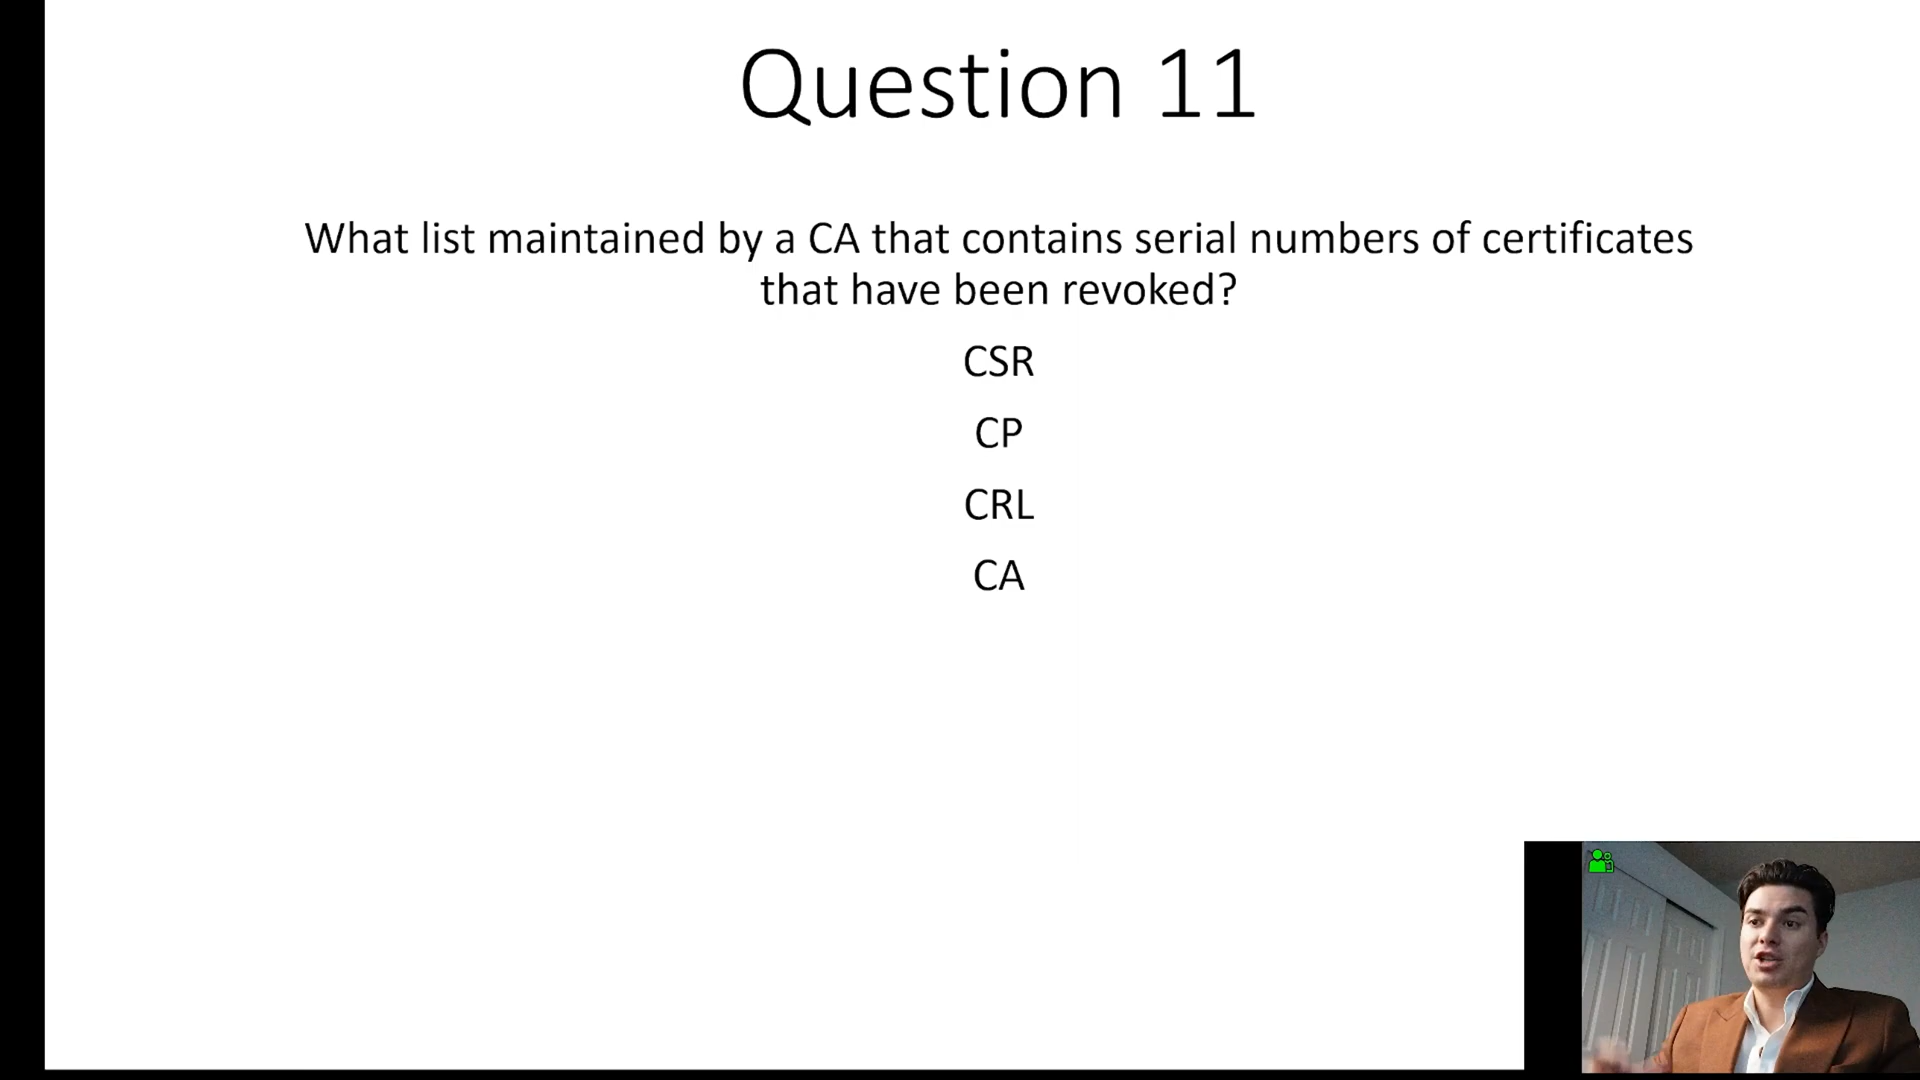 Question 11
What list maintained by a CA that contains serial numbers of certificates
that have been revoked?
CSR
CP
CRL
CA